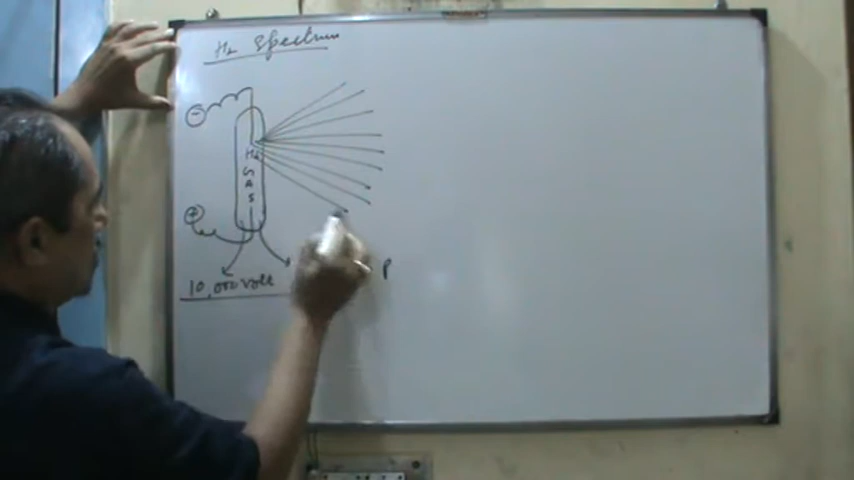 H2 Spectrum
-
H2
GAS
+
10,000 volt
P